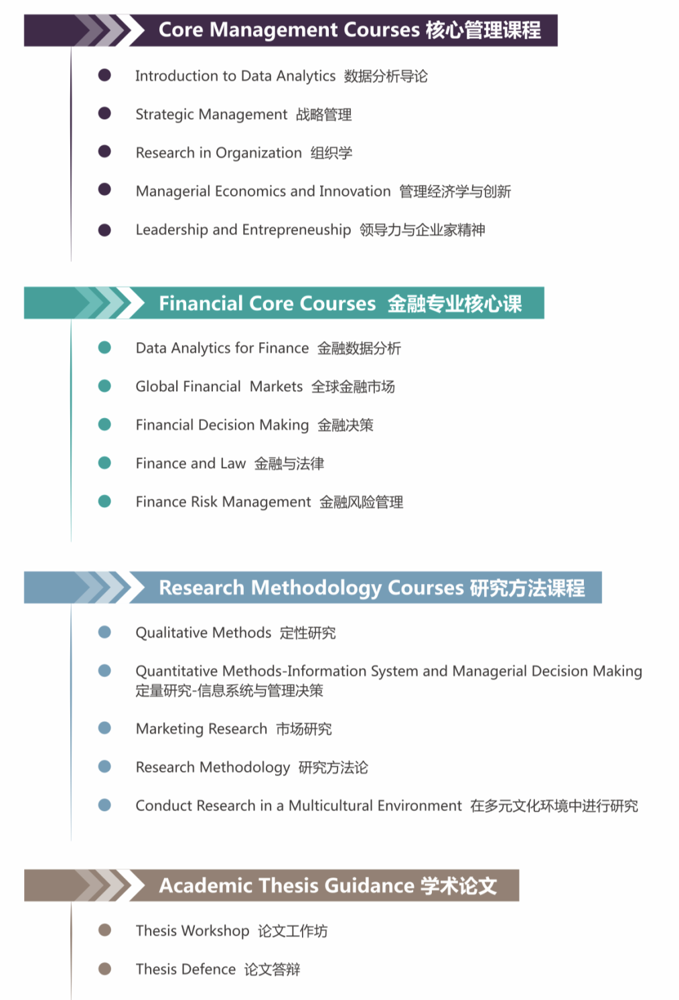 Core Management Courses 核心管理课程
Introduction to Data Analytics 数据分析导论
Strategic Management 战略管理
Research in Organization 组织学
Managerial Economics and Innovation 管理经济学与创新
Leadership and Entrepreneuship 领导力与企业家精神
Financial Core Courses 金融专业核心课
Data Analytics for Finance 金融数据分析
Global Financial Markets 全球金融市场
Financial Decision Making 金融决策
Finance and Law 金融与法律
Finance Risk Management 金融风险管理
Research Methodology Courses 研究方法课程
Qualitative Methods 定性研究
Quantitative Methods-Information System and Managerial Decision Making
定量研究-信息系统与管理决策
Marketing Research 市场研究
Research Methodology 研究方法论
Conduct Research in a Multicultural Environment 在多元文化环境中进行研究
Academic Thesis Guidance 学术论文
Thesis Workshop 论文工作坊
Thesis Defence 论文答辩